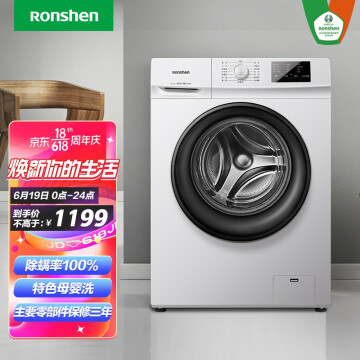 Ronshen
ronshen
京东
18th
618
周年庆
焕新你的生活
6月19日 0点-24点
到手价
不高于:¥
1199
除螨率100%
特色母婴洗
主要零部件保修三年